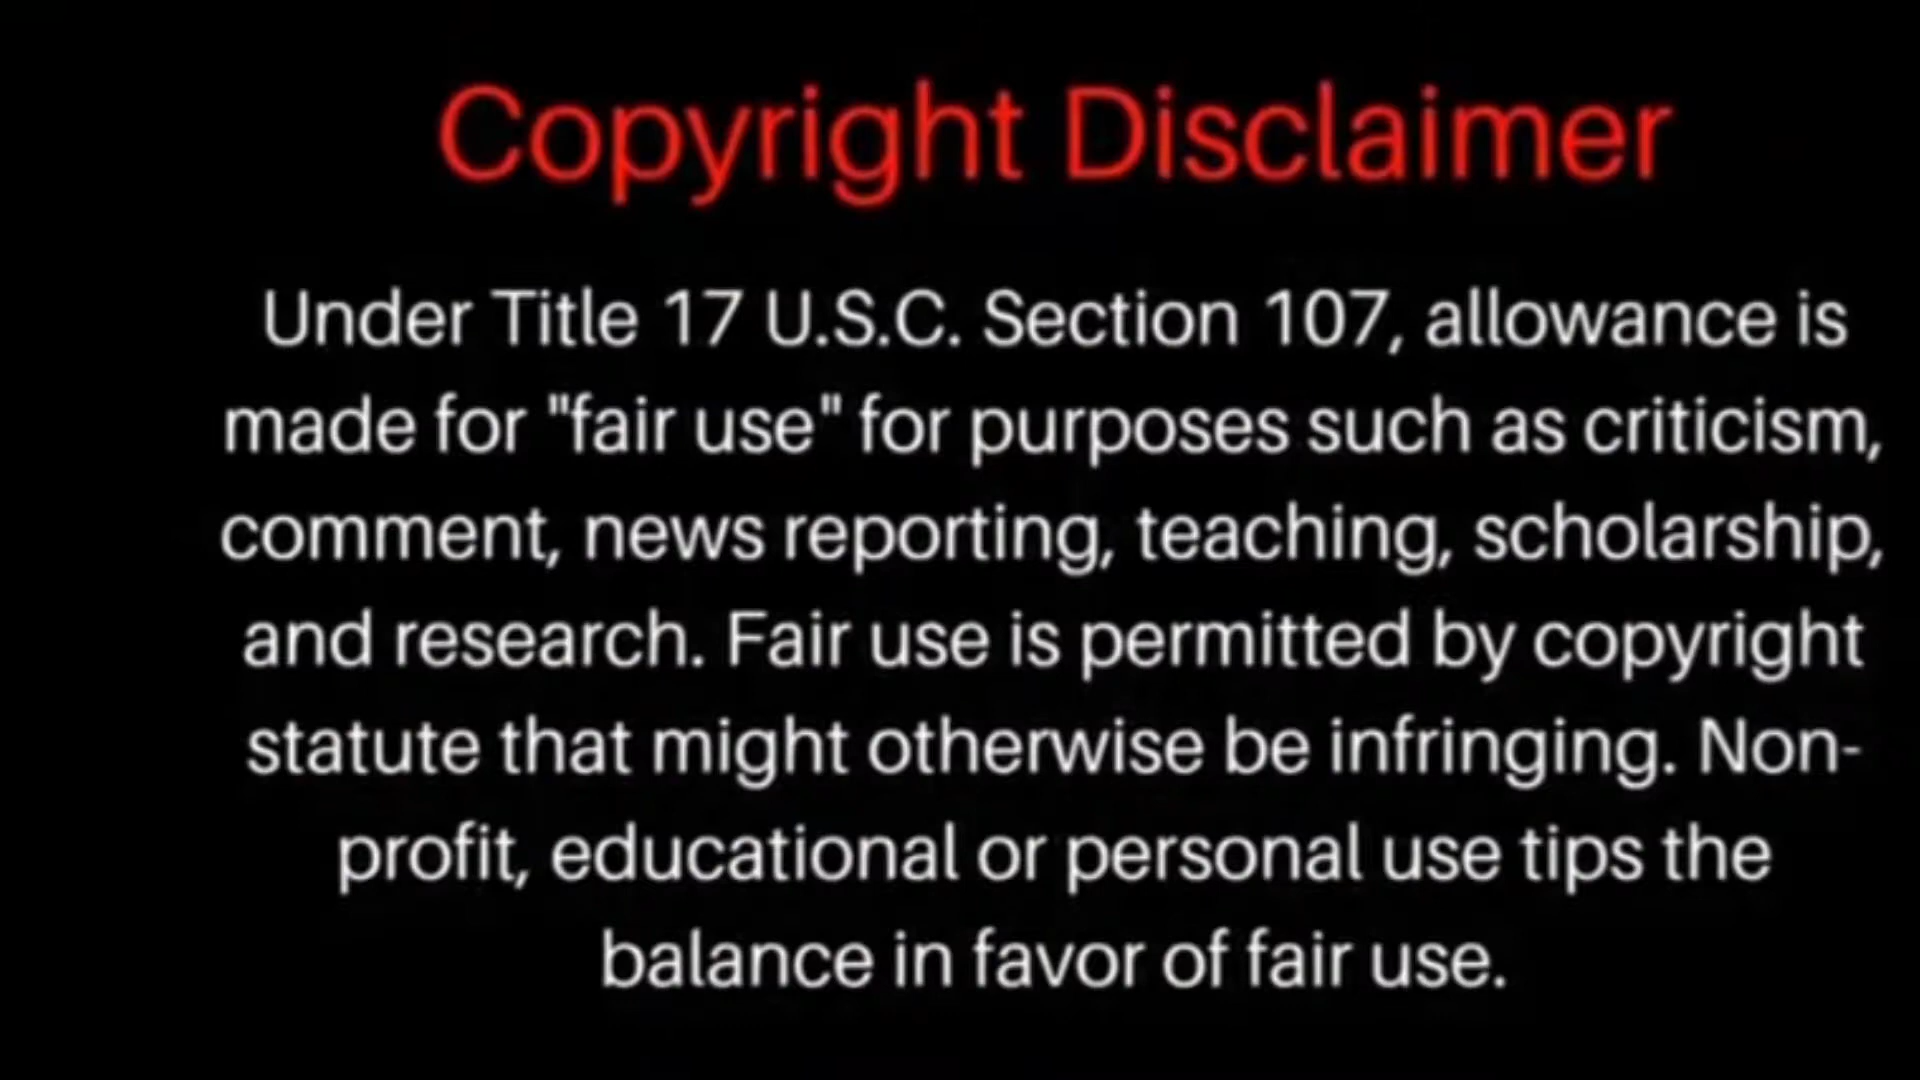 Copyright Disclaimer
Under Title 17 U.S.C. Section 107, allowance is
made for "fair use" for purposes such as criticism,
comment, news reporting, teaching, scholarship,
and research. Fair use is permitted by copyright
statute that might otherwise be infringing. Non-
profit, educational or personal use tips the
balance in favor of fair use.